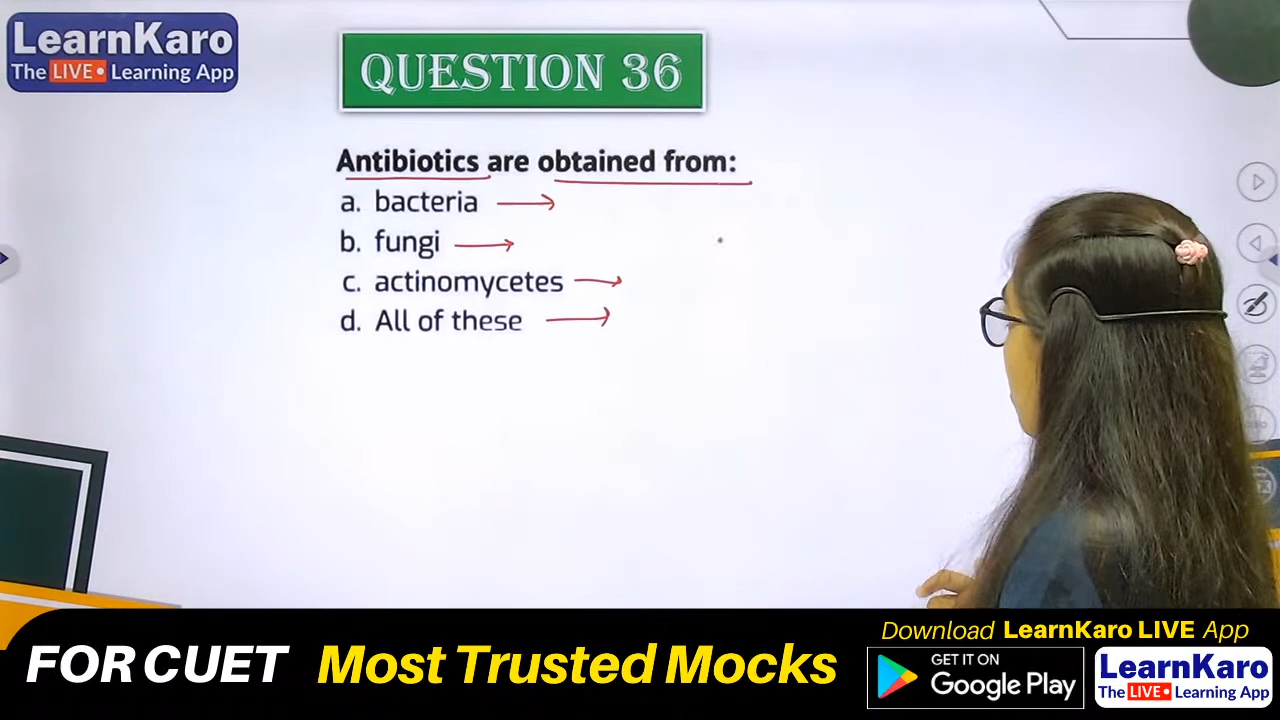 LearnKaro
The LIVE• Learning App
QUESTION 36
Antibiotics are obtained from:
a. bacteria
b. fungi
c. actinomycetes
d. All of these
FOR CUET Most Trusted Mocks
Download LearnKaro LIVE App
GET IT ON
Google Play
LearnKaro
The LIVE• Learning App